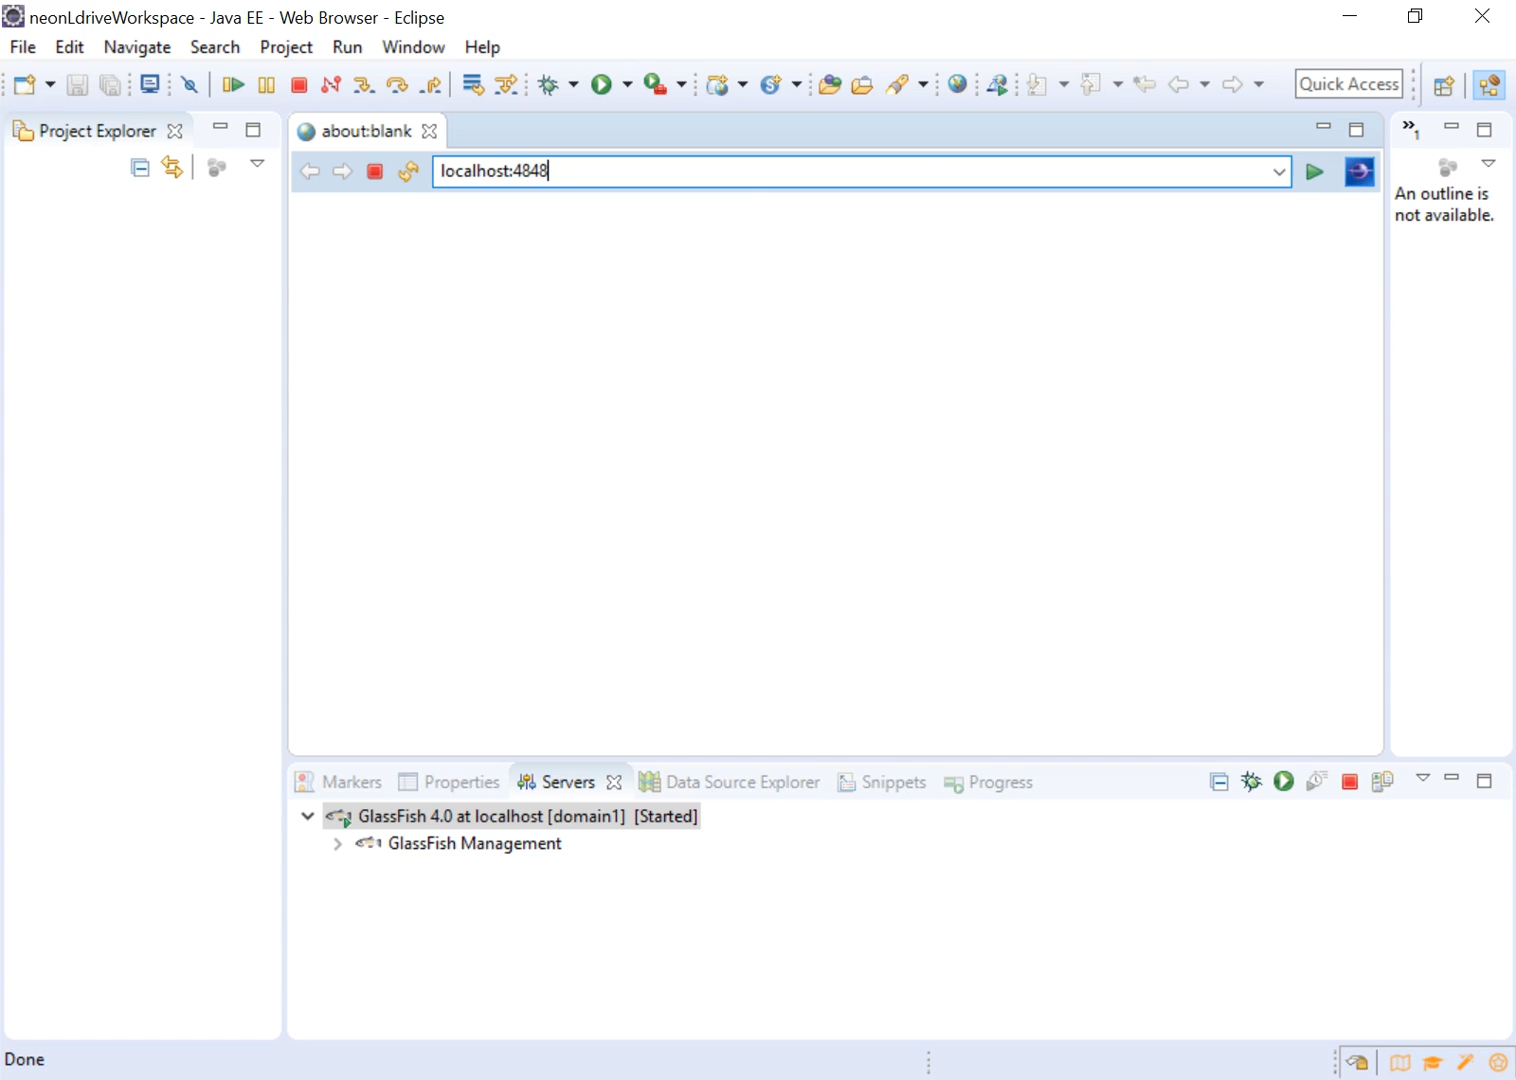 neonLdriveWorkspace - Java EE - Web Browser - Eclipse
File Edit Navigate Search Project Run Window Help
Quick Access
Project Explorer
about:blank
»1
localhost:4848
An outline is
not available.
Markers Properties Servers Data Source Explorer Snippets Progress
GlassFish 4.0 at localhost [domain1] [Started]
GlassFish Management
Done